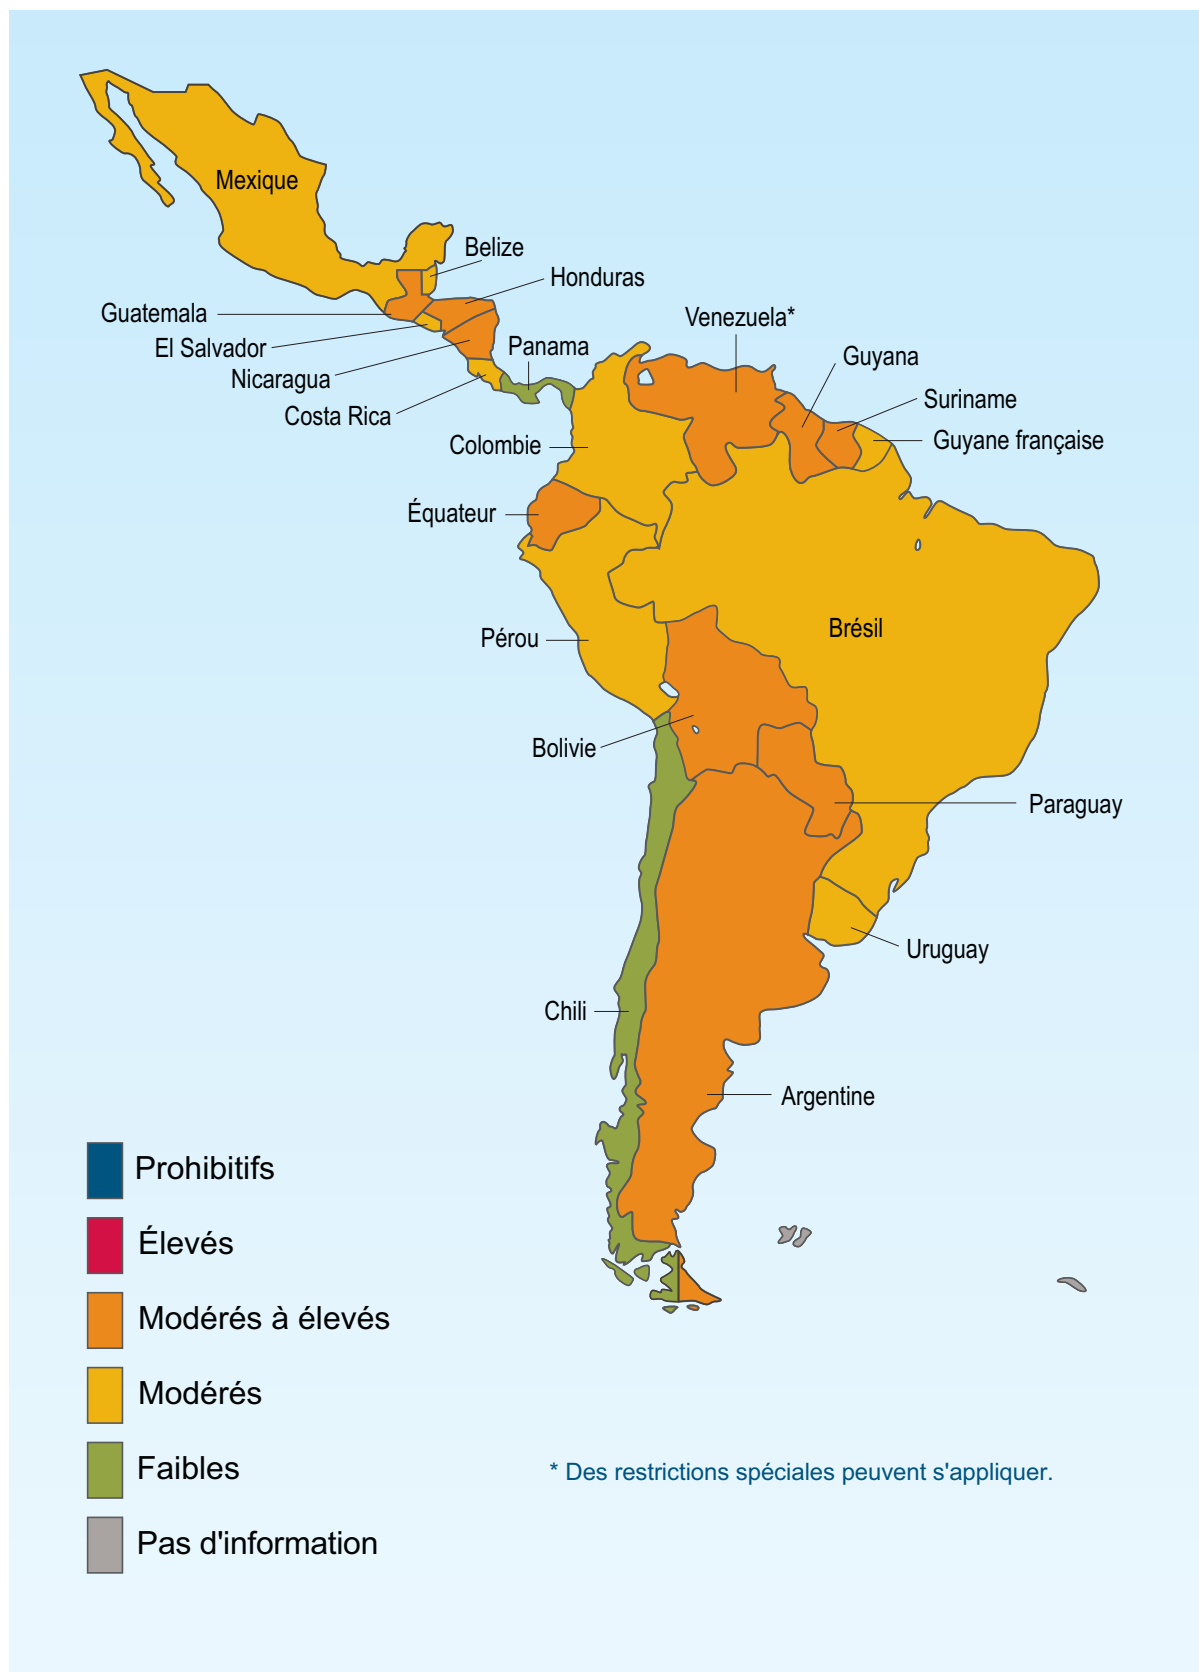 Mexique
Belize
Honduras
Guatemala
Venezuela*
El Salvador
Panama
Guyana
Nicaragua
Suriname
Costa Rica
Guyane française
Colombie
Équateur
Brésil
Pérou
Bolivie
Paraguay
Uruguay
Chili
Argentine
Prohibitifs
Élevés
Modérés à élevés
Modérés
Faibles
* Des restrictions spéciales peuvent s'appliquer.
Pas d'information